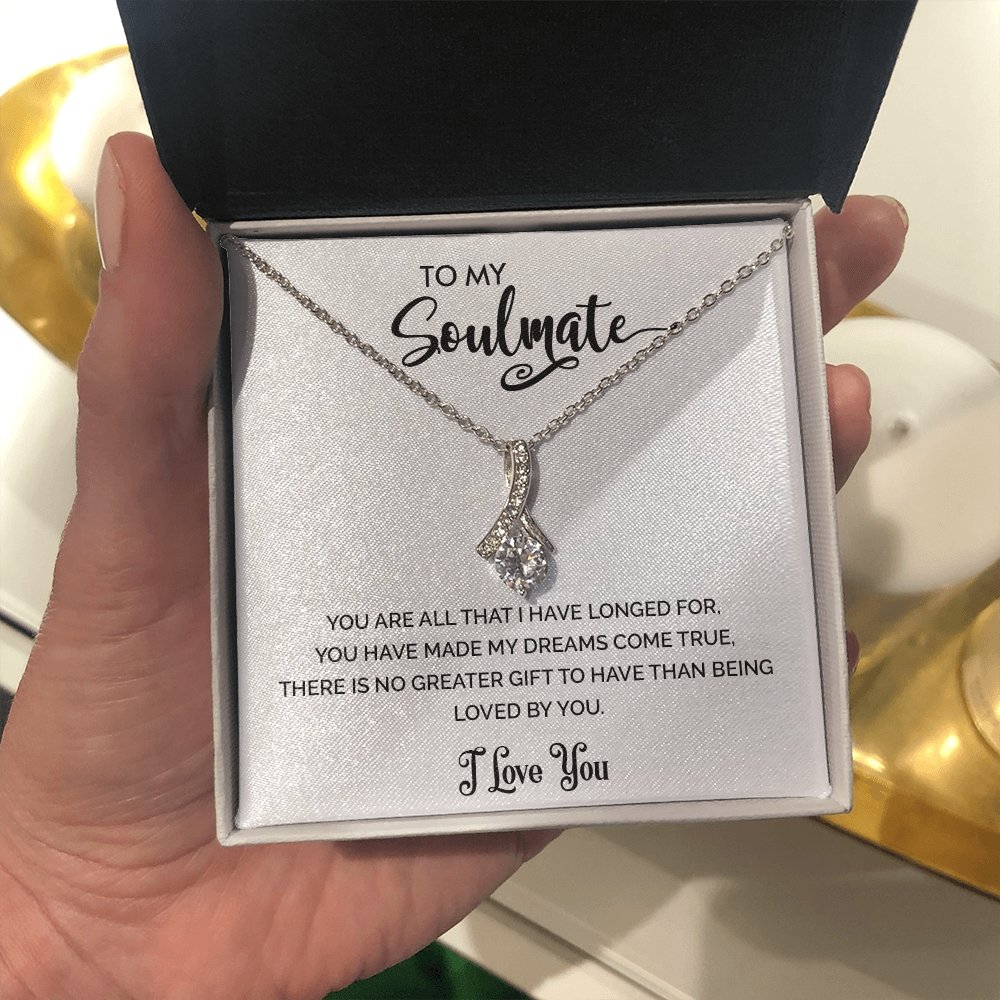 TO MY
Soulmate
YOU ARE ALL THAT I HAVE LONGED FOR,
YOU HAVE MADE MY DREAMS COME TRUE,
THERE IS NO GREATER GIFT TO HAVE THAN BEING
LOVED BY YOU.
I Love You